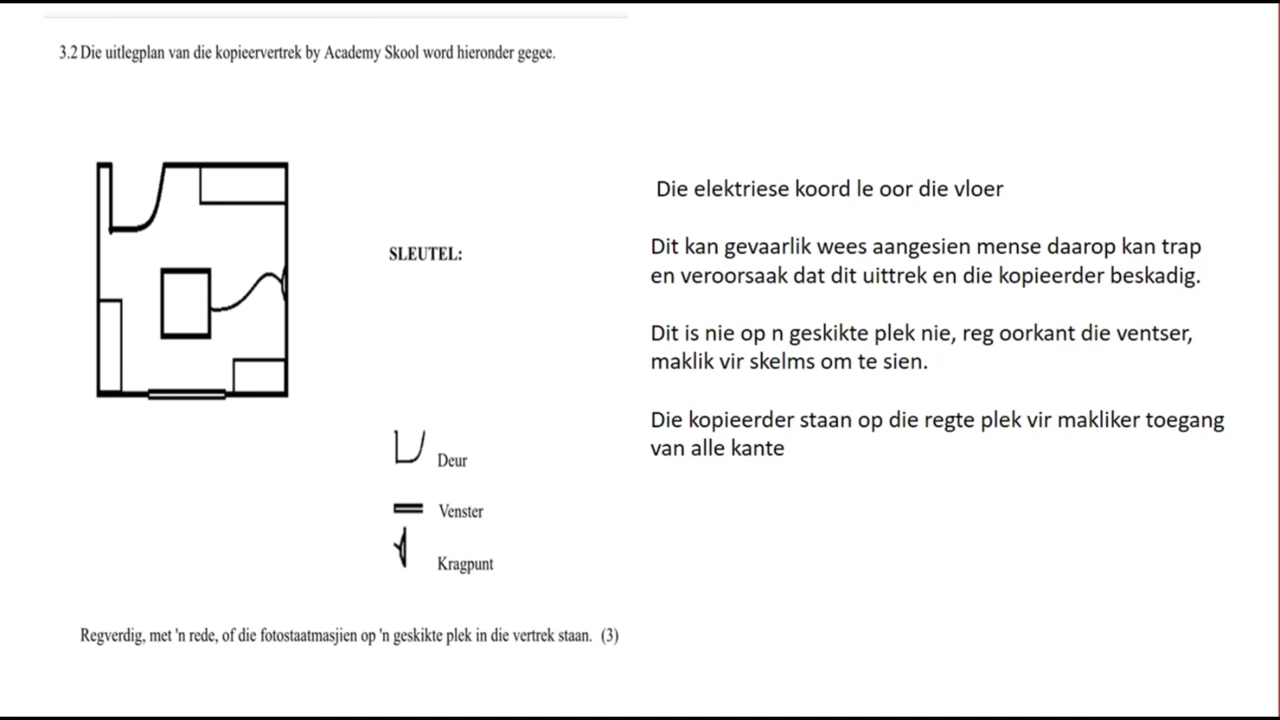 3.2 Die uitlegplan van die kopieervertrek by Academy Skool word hieronder gegee.
SLEUTEL:
Deur
Venster
Kragpunt
Regverdig, met 'n rede, of die fotostaatmasjien op 'n geskikte plek in die vertrek staan. (3)
Die elektriese koord le oor die vloer
Dit kan gevaarlik wees aangesien mense daarop kan trap
en veroorsaak dat dit uittrek en die kopieerder beskadig.
Dit is nie op n geskikte plek nie, reg oorkant die ventser,
maklik vir skelms om te sien.
Die kopieerder staan op die regte plek vir makliker toegang
van alle kante